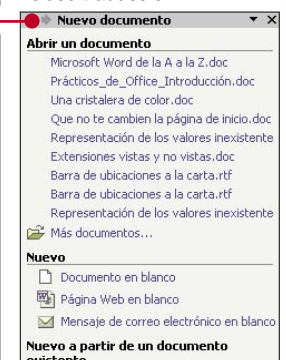 Nuevo documento
Abrir un documento
Microsoft Word de la A a la Z.doc
Prácticos_de_Office_Introducción.doc
Una cristalera de color.doc
Que no te cambien la página de inicio.doc
Representación de los valores inexistente
Extensiones vistas y no vistas.doc
Barra de ubicaciones a la carta.rtf
Barra de ubicaciones a la carta.rtf
Representación de los valores inexistente
Más documentos...
Nuevo
Documento en blanco
Página Web en blanco
Mensaje de correo electrónico en blanco
Nuevo a partir de un documento
existente